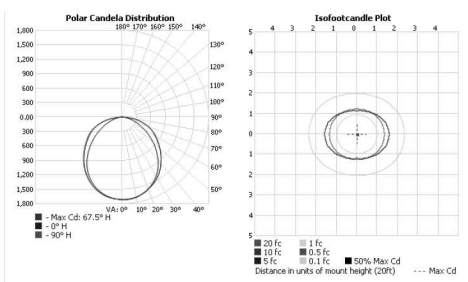 Polar Candela Distribution
180° 170° 160° 150° 140°
1,800
1,500
1,200
900
600
300
0.00
300
600
900
1,200
1,500
1,800
130°
120°
110°
100°
90°
80°
70°
60°
50°
VA: 0° 10° 20° 30° 40°
- Max Cd: 67.5° H
- 0° H
- 90° H
Isofootcandle Plot
4 3 2 1 0 1 2 3 4
5
4
3
2
1
0
1
2
3
4
5
20 fc 1 fc
10 fc 0.5 fc
5 fc 0.1 fc 50% Max Cd
Distance in units of mount height (20ft) --- Max Cd